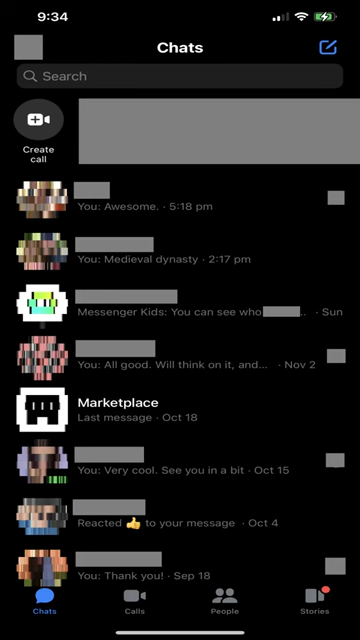 9:34
Chats
Search
Create
call
You: Awesome. · 5:18 pm
You: Medieval dynasty · 2:17 pm
Messenger Kids: You can see who ... · Sun
You: All good. Will think on it, and... · Nov 2
Marketplace
Last message · Oct 18
You: Very cool. See you in a bit · Oct 15
Reacted 👍 to your message · Oct 4
You: Thank you! · Sep 18
Chats
Calls
People
Stories